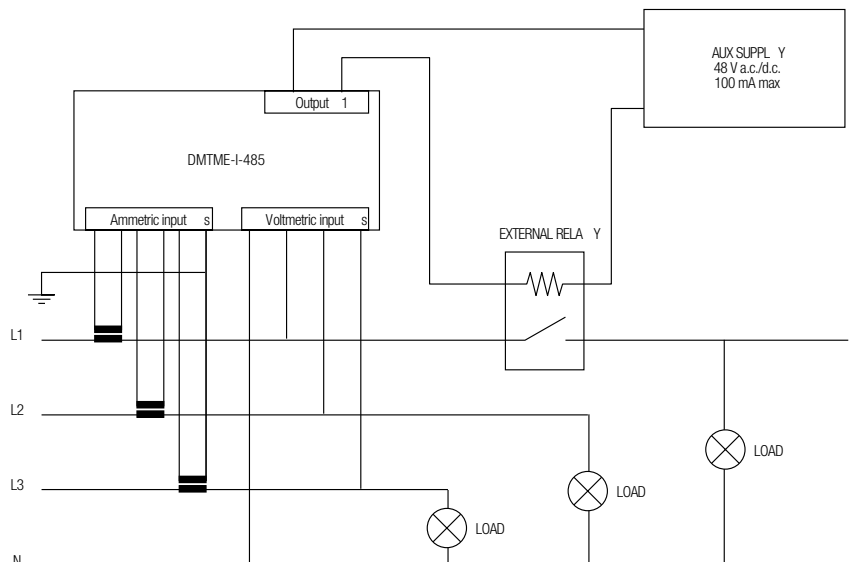 AUX SUPPL Y
48 V a.c./d.c.
100 mA max
Output 1
DMTME-I-485
Ammetric input s
Voltmetric input s
EXTERNAL RELA Y
L1
L2
LOAD
L3
LOAD
LOAD
N